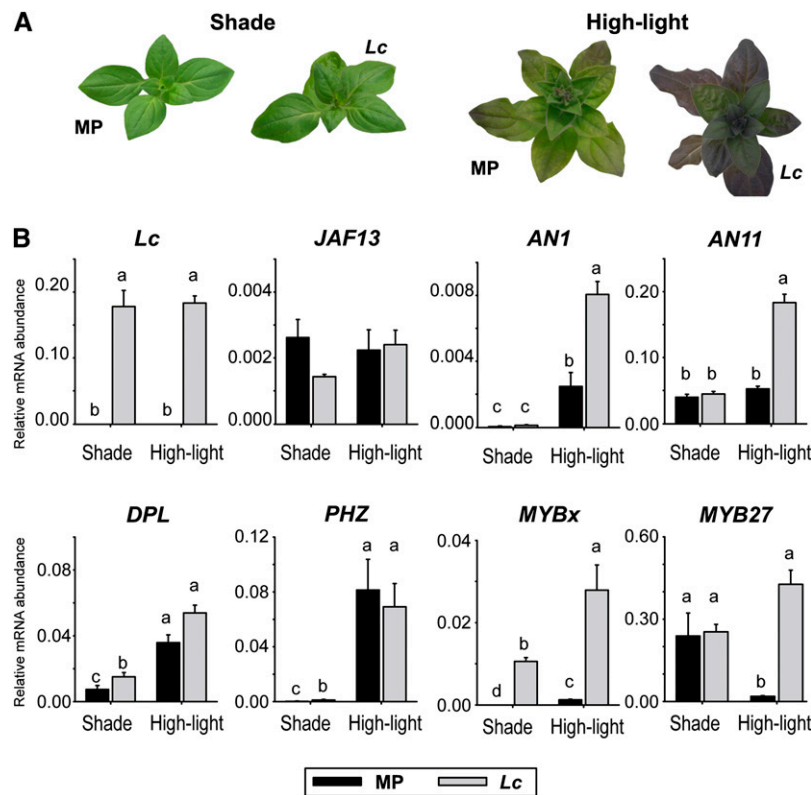 A
Shade
High-light
MP
Lc
MP
Lc
B
Lc
JAF13
AN1
AN11
Relative mRNA abundance
0.20
0.10
0.00
b
a
b
a
Shade
High-light
0.004
0.002
0.000
Shade
High-light
0.008
0.004
0.000
c
c
b
a
Shade
High-light
0.20
0.10
0.00
b
b
b
a
Shade
High-light
DPL
PHZ
MYBx
MYB27
Relative mRNA abundance
0.08
0.04
0.00
c
b
a
a
Shade
High-light
0.12
0.08
0.04
0.00
c
b
a
a
Shade
High-light
0.04
0.02
0.00
d
b
c
a
Shade
High-light
0.60
0.30
0.00
a
a
b
a
Shade
High-light
MP
Lc